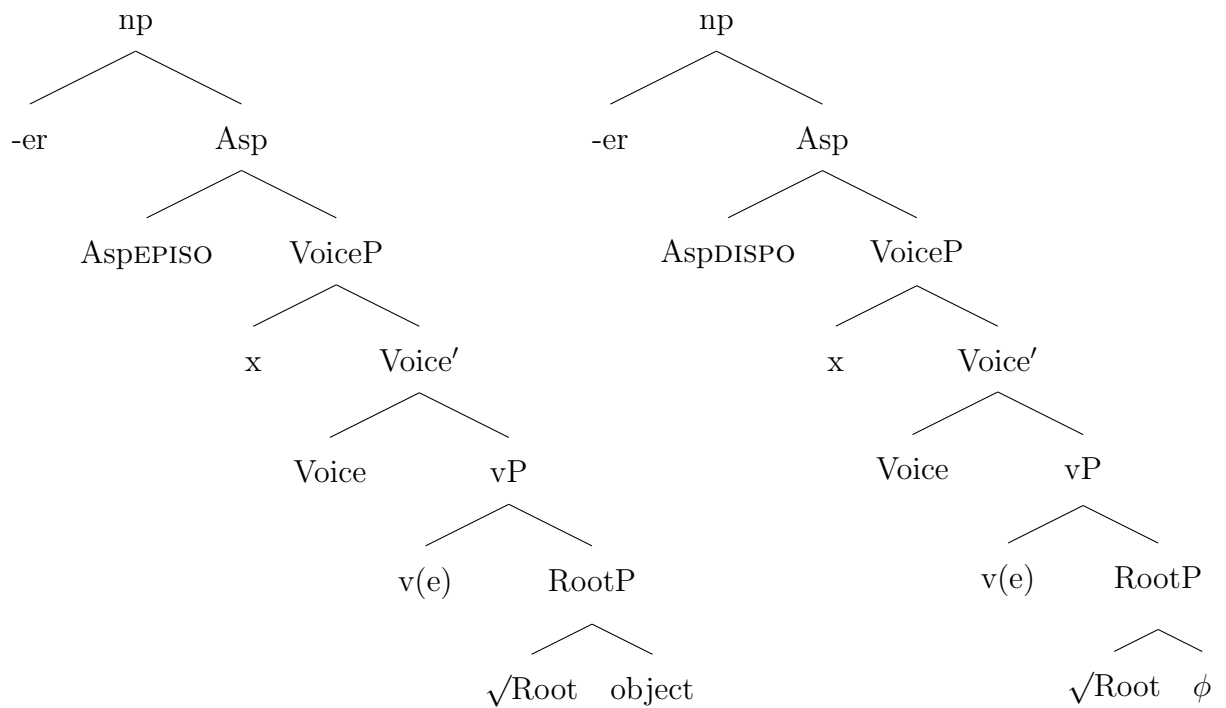 np np
-er Asp -er Asp
AspEPISO VoiceP AspDISPO VoiceP
x Voice′ x Voice′
Voice vP Voice vP
v(e) RootP v(e) RootP
√Root object √Root ϕ